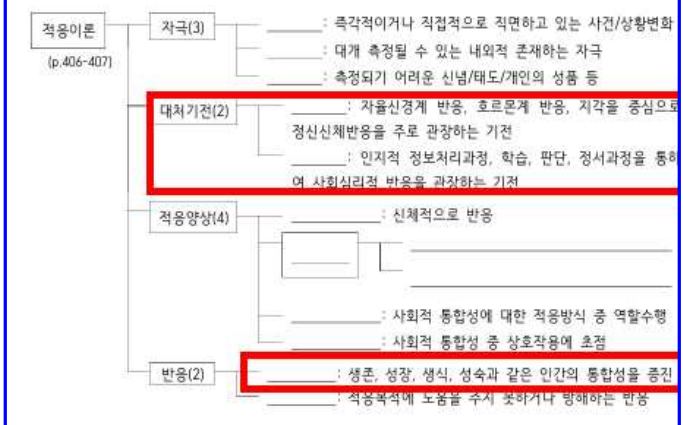 적응이론
(p.406-407)
자극(3)
________: 즉각적이거나 직접적으로 직면하고 있는 사건/상황변화
________: 대개 측정될 수 있는 내외적 존재하는 자극
________: 측정되기 어려운 신념/태도/개인의 성품 등
대처기전(2)
________: 자율신경계 반응, 호르몬계 반응, 지각을 중심으로
정신신체반응을 주로 관장하는 기전
________: 인지적 정보처리과정, 학습, 판단, 정서과정을 통하
여 사회심리적 반응을 관장하는 기전
적응양상(4)
________: 신체적으로 반응
________: 사회적 통합성에 대한 적응방식 중 역할수행
________: 사회적 통합성 중 상호작용에 초점
반응(2)
________: 생존, 성장, 생식, 성숙과 같은 인간의 통합성을 증진
________: 적응목적에 도움을 주지 못하거나 방해하는 반응